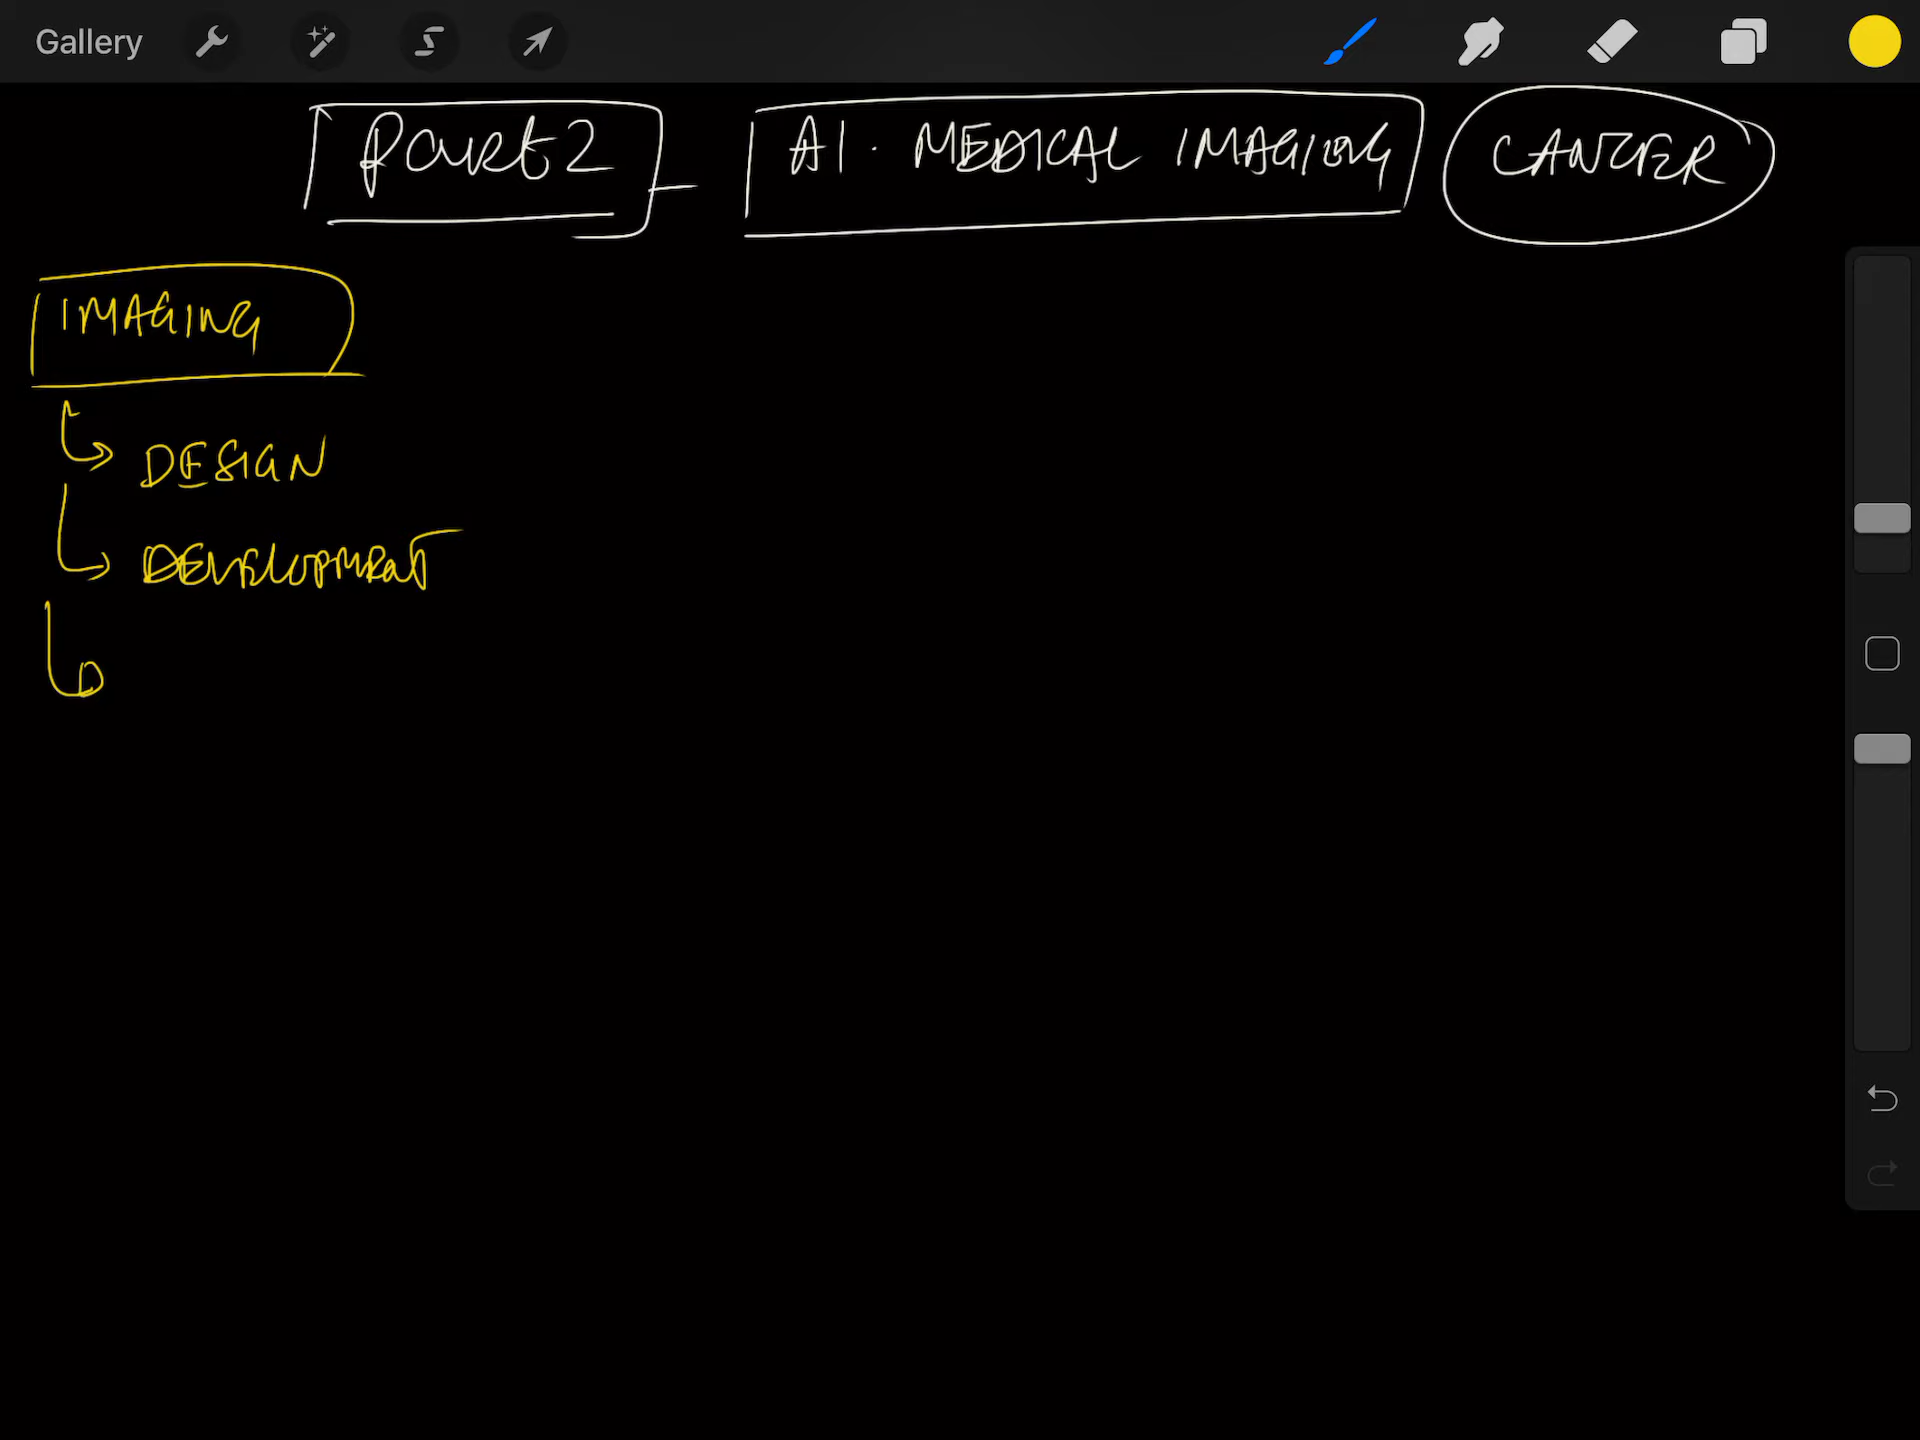 Gallery
Part 2 - AI. MEDICAL IMAGING CANCER
IMAGING
DESIGN
DEVELOPMENT